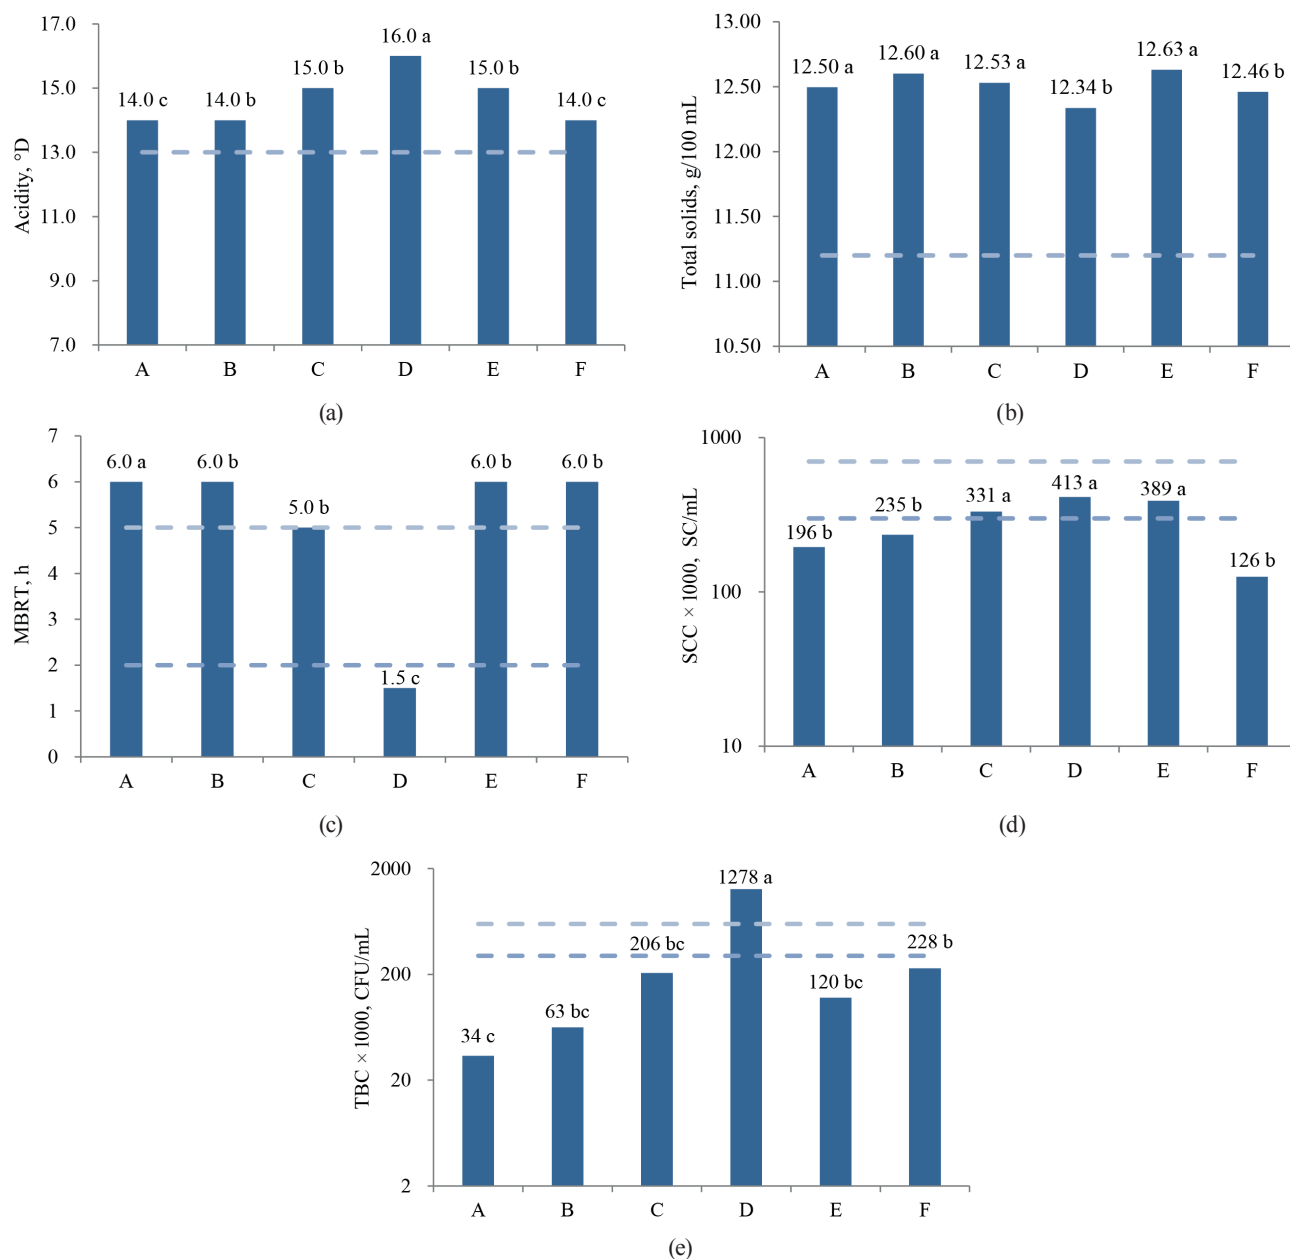 17.0
15.0
13.0
11.0
9.0
7.0
Acidity, °D
14.0 c
14.0 b
15.0 b
16.0 a
15.0 b
14.0 c
A B C D E F
(a)
13.00
12.50
12.00
11.50
11.00
10.50
Total solids, g/100 mL
12.50 a
12.60 a
12.53 a
12.34 b
12.63 a
12.46 b
A B C D E F
(b)
7
6
5
4
3
2
1
0
MBRT, h
6.0 a
6.0 b
5.0 b
1.5 c
6.0 b
6.0 b
A B C D E F
(c)
1000
100
10
SCC × 1000, SC/mL
196 b
235 b
331 a
413 a
389 a
126 b
A B C D E F
(d)
2000
200
20
2
TBC × 1000, CFU/mL
34 c
63 bc
206 bc
1278 a
120 bc
228 b
A B C D E F
(e)